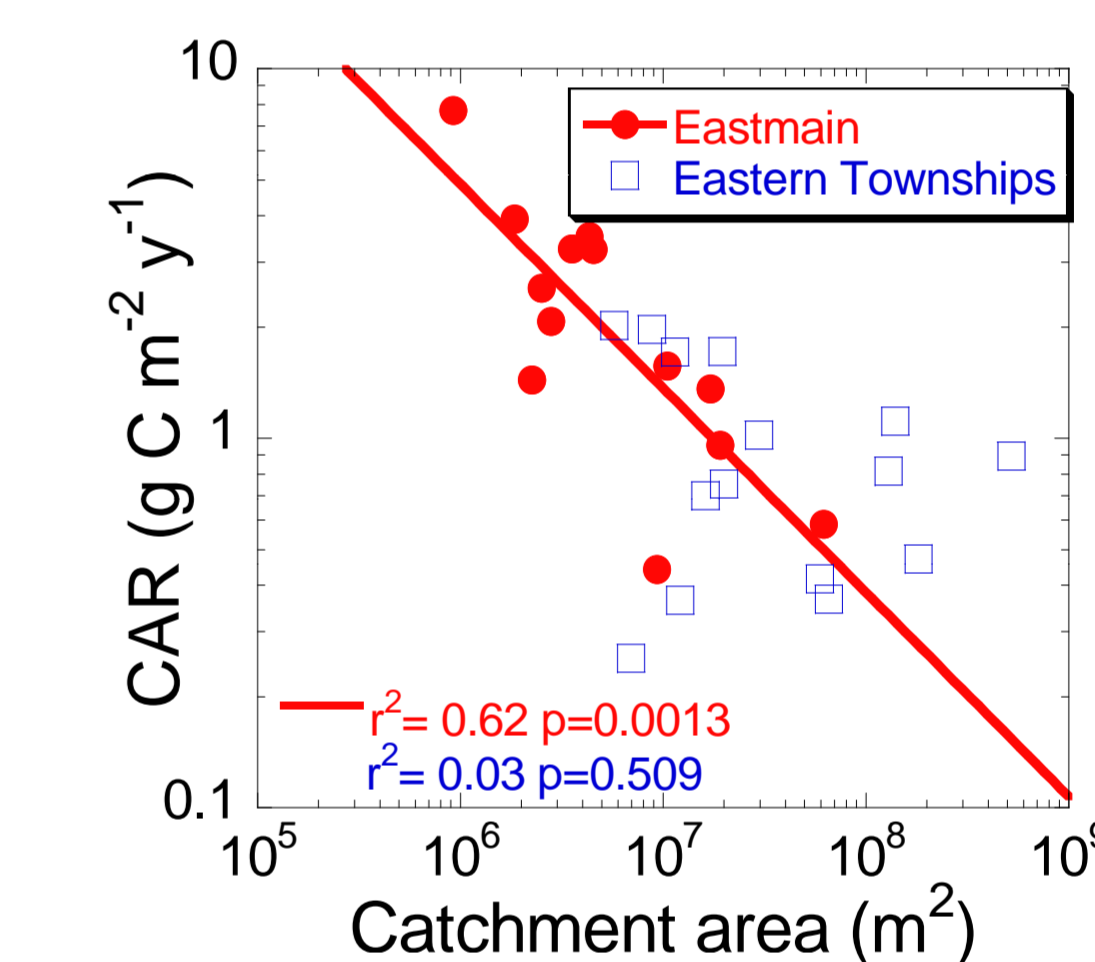 10
Eastmain
Eastern Townships
CAR (g C m⁻² y⁻¹)
1
r²= 0.62 p=0.0013
r²= 0.03 p=0.509
0.1
10⁵ 10⁶ 10⁷ 10⁸ 10⁹
Catchment area (m²)